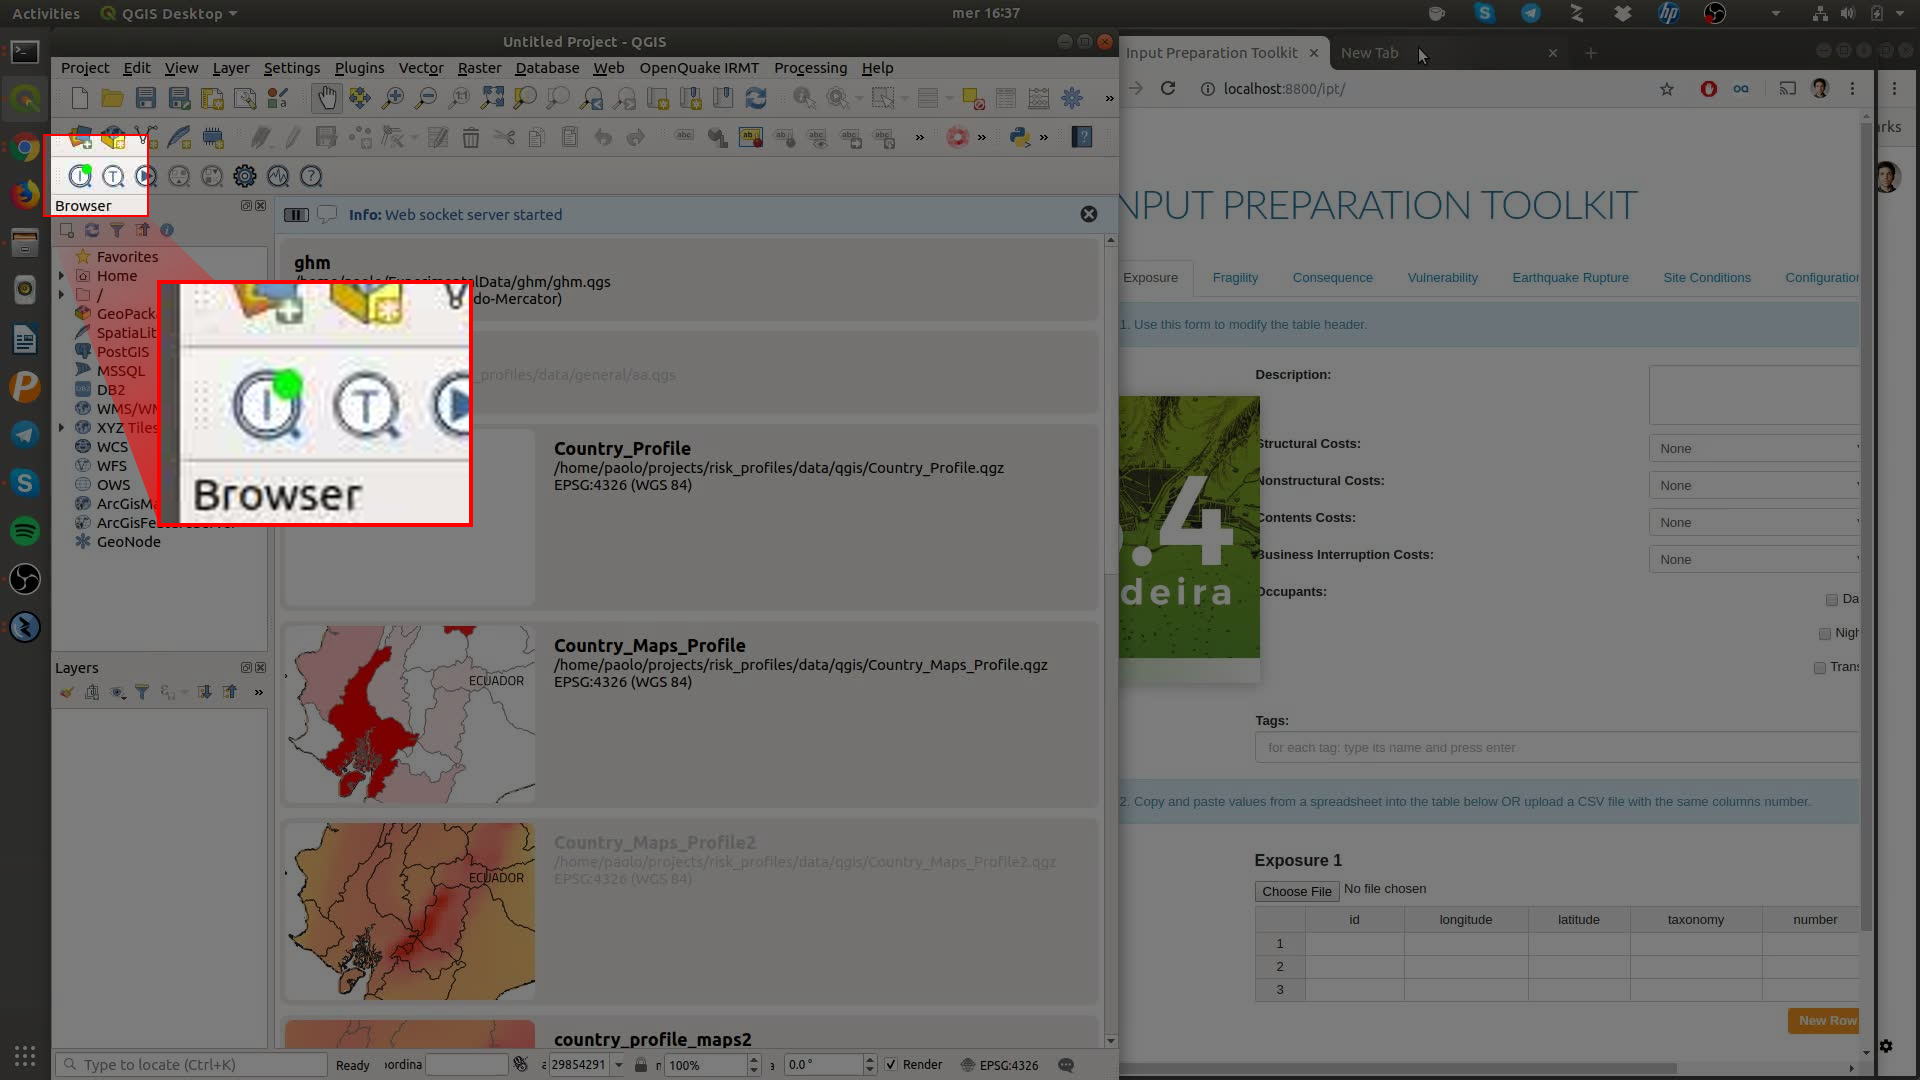 Activities QGIS Desktop mer 16:37
Untitled Project - QGIS
Project Edit View Layer Settings Plugins Vector Raster Database Web OpenQuake IRMT Processing Help
Browser
Info: Web socket server started
Favorites
Home
/
GeoPack
SpatiaLit
PostGIS
MSSQL
DB2
WMS/WM
XYZ Tiles
WCS
WFS
OWS
ArcGisMa
ArcGisFea
GeoNode
I T
Browser
ghm
lData/ghm/ghm.qgs
do-Mercator)
_profiles/data/general/aa.qgs
Country_Profile
/home/paolo/projects/risk_profiles/data/qgis/Country_Profile.qgz
EPSG:4326 (WGS 84)
ECUADOR
Country_Maps_Profile
/home/paolo/projects/risk_profiles/data/qgis/Country_Maps_Profile.qgz
EPSG:4326 (WGS 84)
ECUADOR
Country_Maps_Profile2
/home/paolo/projects/risk_profiles/data/qgis/Country_Maps_Profile2.qgz
EPSG:4326 (WGS 84)
country_profile_maps2
Layers
Type to locate (Ctrl+K) Ready oordina a 29854291 100% a 0.0 ° Render EPSG:4326
Input Preparation Toolkit New Tab
localhost:8800/ipt/
rks
NPUT PREPARATION TOOLKIT
Exposure Fragility Consequence Vulnerability Earthquake Rupture Site Conditions Configuration
1. Use this form to modify the table header.
Description:
Structural Costs: None
Nonstructural Costs: None
Contents Costs: None
Business Interruption Costs: None
Occupants: Da
Nigh
Trans
.4
deira
Tags:
for each tag: type its name and press enter
2. Copy and paste values from a spreadsheet into the table below OR upload a CSV file with the same columns number.
Exposure 1
Choose File No file chosen
id longitude latitude taxonomy number
1
2
3
New Row